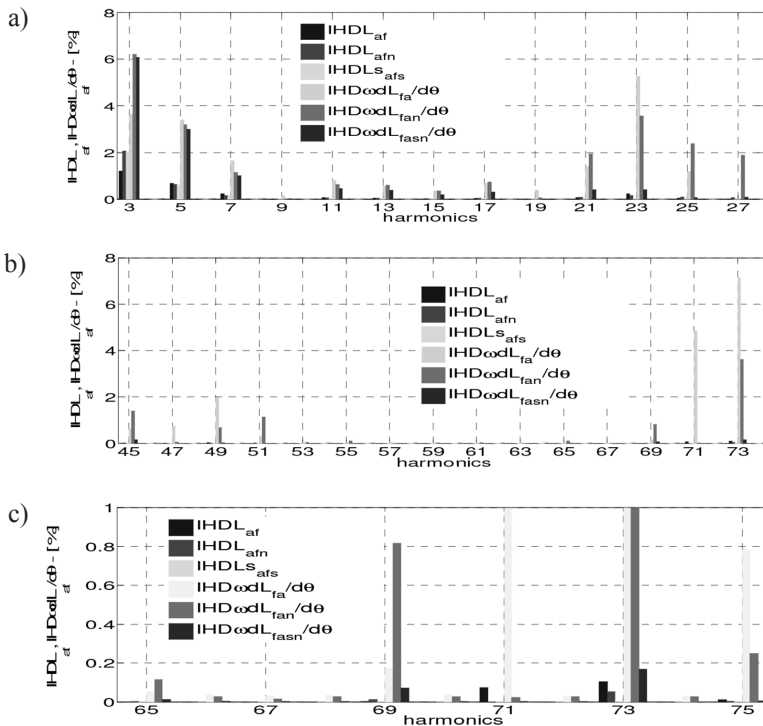 a)
8
6
4
2
0
IHDL_af
IHDL_afn
IHDLs_afs
IHDωdL_fa/dθ
IHDωdL_fan/dθ
IHDωdL_fasn/dθ
3 5 7 9 11 13 15 17 19 21 23 25 27
harmonics
b)
8
6
4
2
0
IHDL_af
IHDL_afn
IHDLs_afs
IHDωdL_fa/dθ
IHDωdL_fan/dθ
IHDωdL_fasn/dθ
45 47 49 51 53 55 57 59 61 63 65 67 69 71 73
harmonics
c)
1
0.8
0.6
0.4
0.2
0
IHDL_af
IHDL_afn
IHDLs_afs
IHDωdL_fa/dθ
IHDωdL_fan/dθ
IHDωdL_fasn/dθ
65 67 69 71 73 75
harmonics